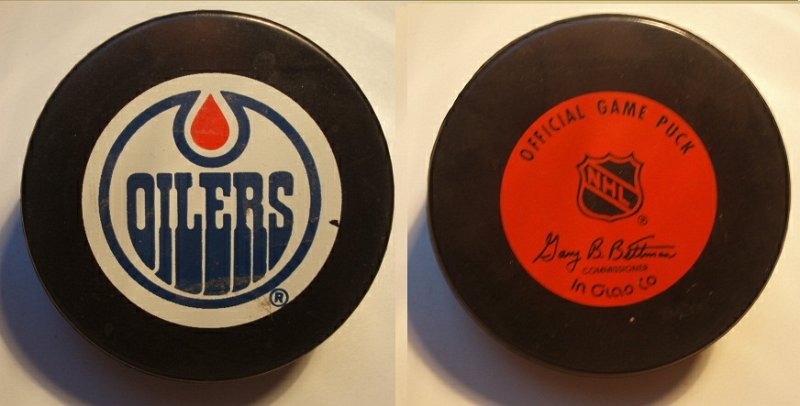 OILERS
®
OFFICIAL GAME PUCK
NHL
®
Gary B. Bettman
COMMISSIONER
In Glas Co